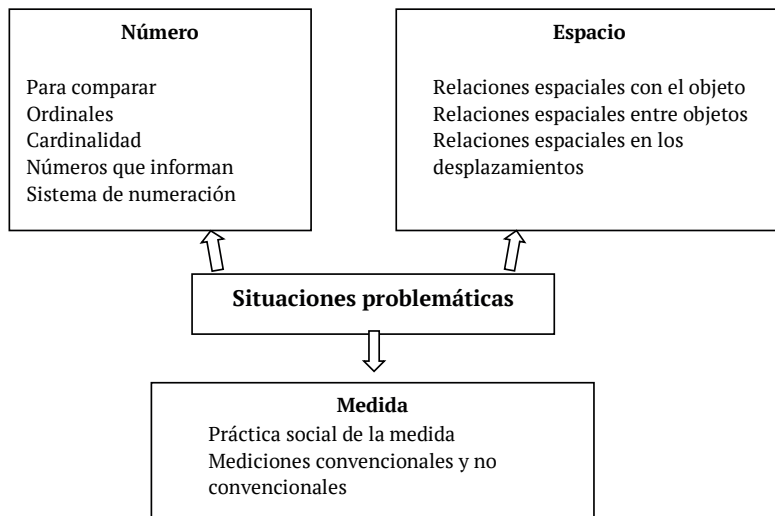 Número
Para comparar
Ordinales
Cardinalidad
Números que informan
Sistema de numeración
Espacio
Relaciones espaciales con el objeto
Relaciones espaciales entre objetos
Relaciones espaciales en los
desplazamientos
Situaciones problemáticas
Medida
Práctica social de la medida
Mediciones convencionales y no
convencionales